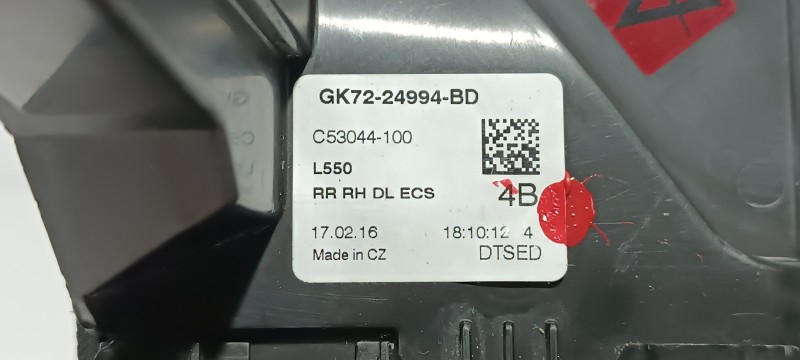 GK72-24994-BD
C53044-100
L550
RR RH DL ECS
4B
17.02.16 18:10:12 4
Made in CZ DTSED